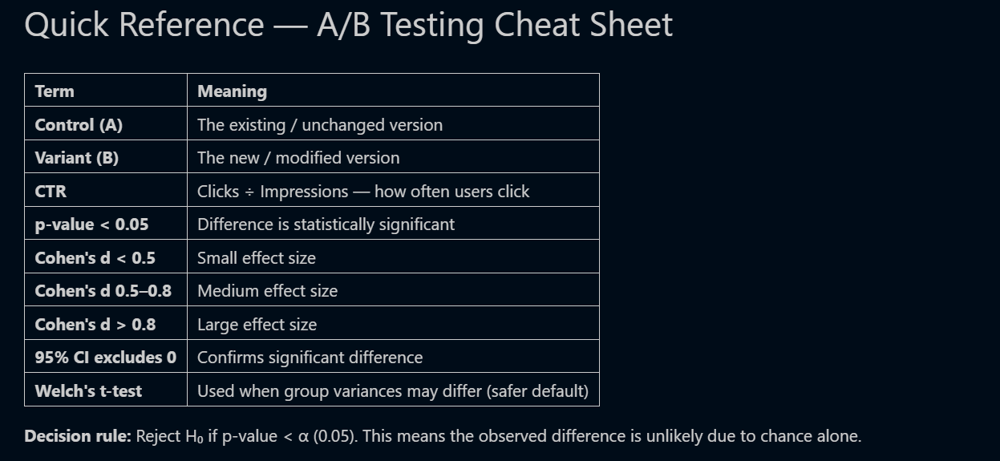 Quick Reference — A/B Testing Cheat Sheet
Term Meaning
Control (A) The existing / unchanged version
Variant (B) The new / modified version
CTR Clicks ÷ Impressions — how often users click
p-value < 0.05 Difference is statistically significant
Cohen's d < 0.5 Small effect size
Cohen's d 0.5–0.8 Medium effect size
Cohen's d > 0.8 Large effect size
95% CI excludes 0 Confirms significant difference
Welch's t-test Used when group variances may differ (safer default)
Decision rule: Reject H₀ if p-value < α (0.05). This means the observed difference is unlikely due to chance alone.